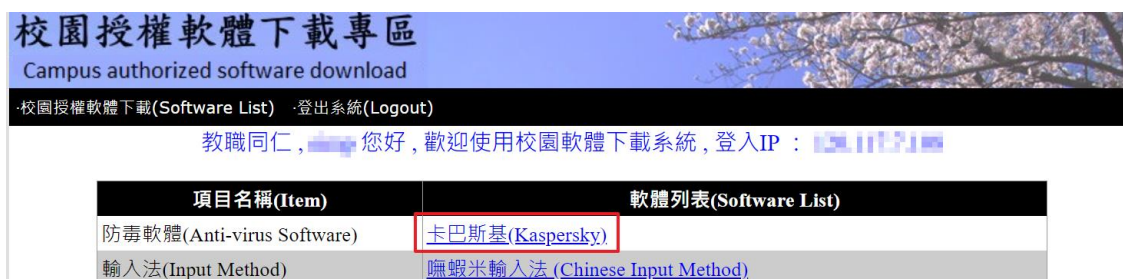 校園授權軟體下載專區
Campus authorized software download
·校園授權軟體下載(Software List) ·登出系統(Logout)
教職同仁 , 您好 , 歡迎使用校園軟體下載系統 , 登入IP :
項目名稱(Item) 軟體列表(Software List)
防毒軟體(Anti-virus Software) 卡巴斯基(Kaspersky)
輸入法(Input Method) 嘸蝦米輸入法 (Chinese Input Method)